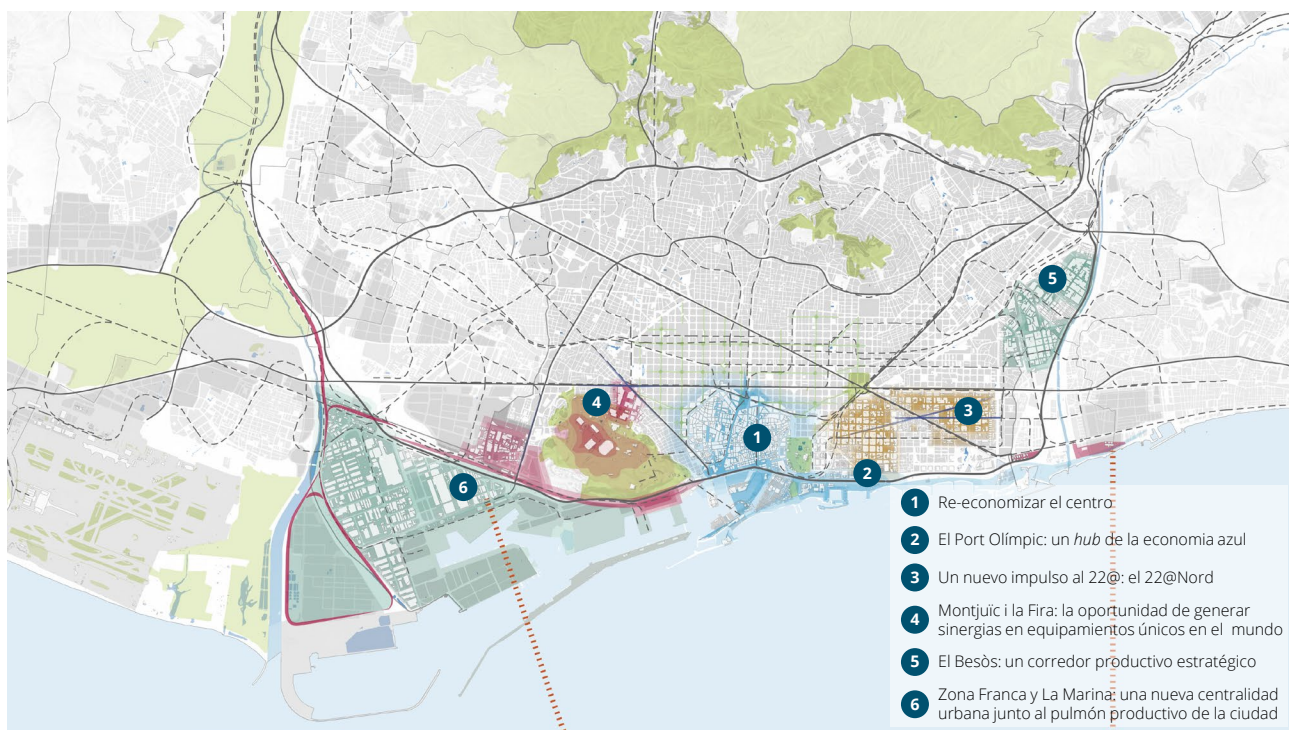 5
4
3
1
2
6
1 Re-economizar el centro
2 El Port Olímpic: un hub de la economia azul
3 Un nuevo impulso al 22@: el 22@Nord
4 Montjuïc i la Fira: la oportunidad de generar
sinergias en equipamientos únicos en el mundo
5 El Besòs: un corredor productivo estratégico
6 Zona Franca y La Marina: una nueva centralidad
urbana junto al pulmón productivo de la ciudad